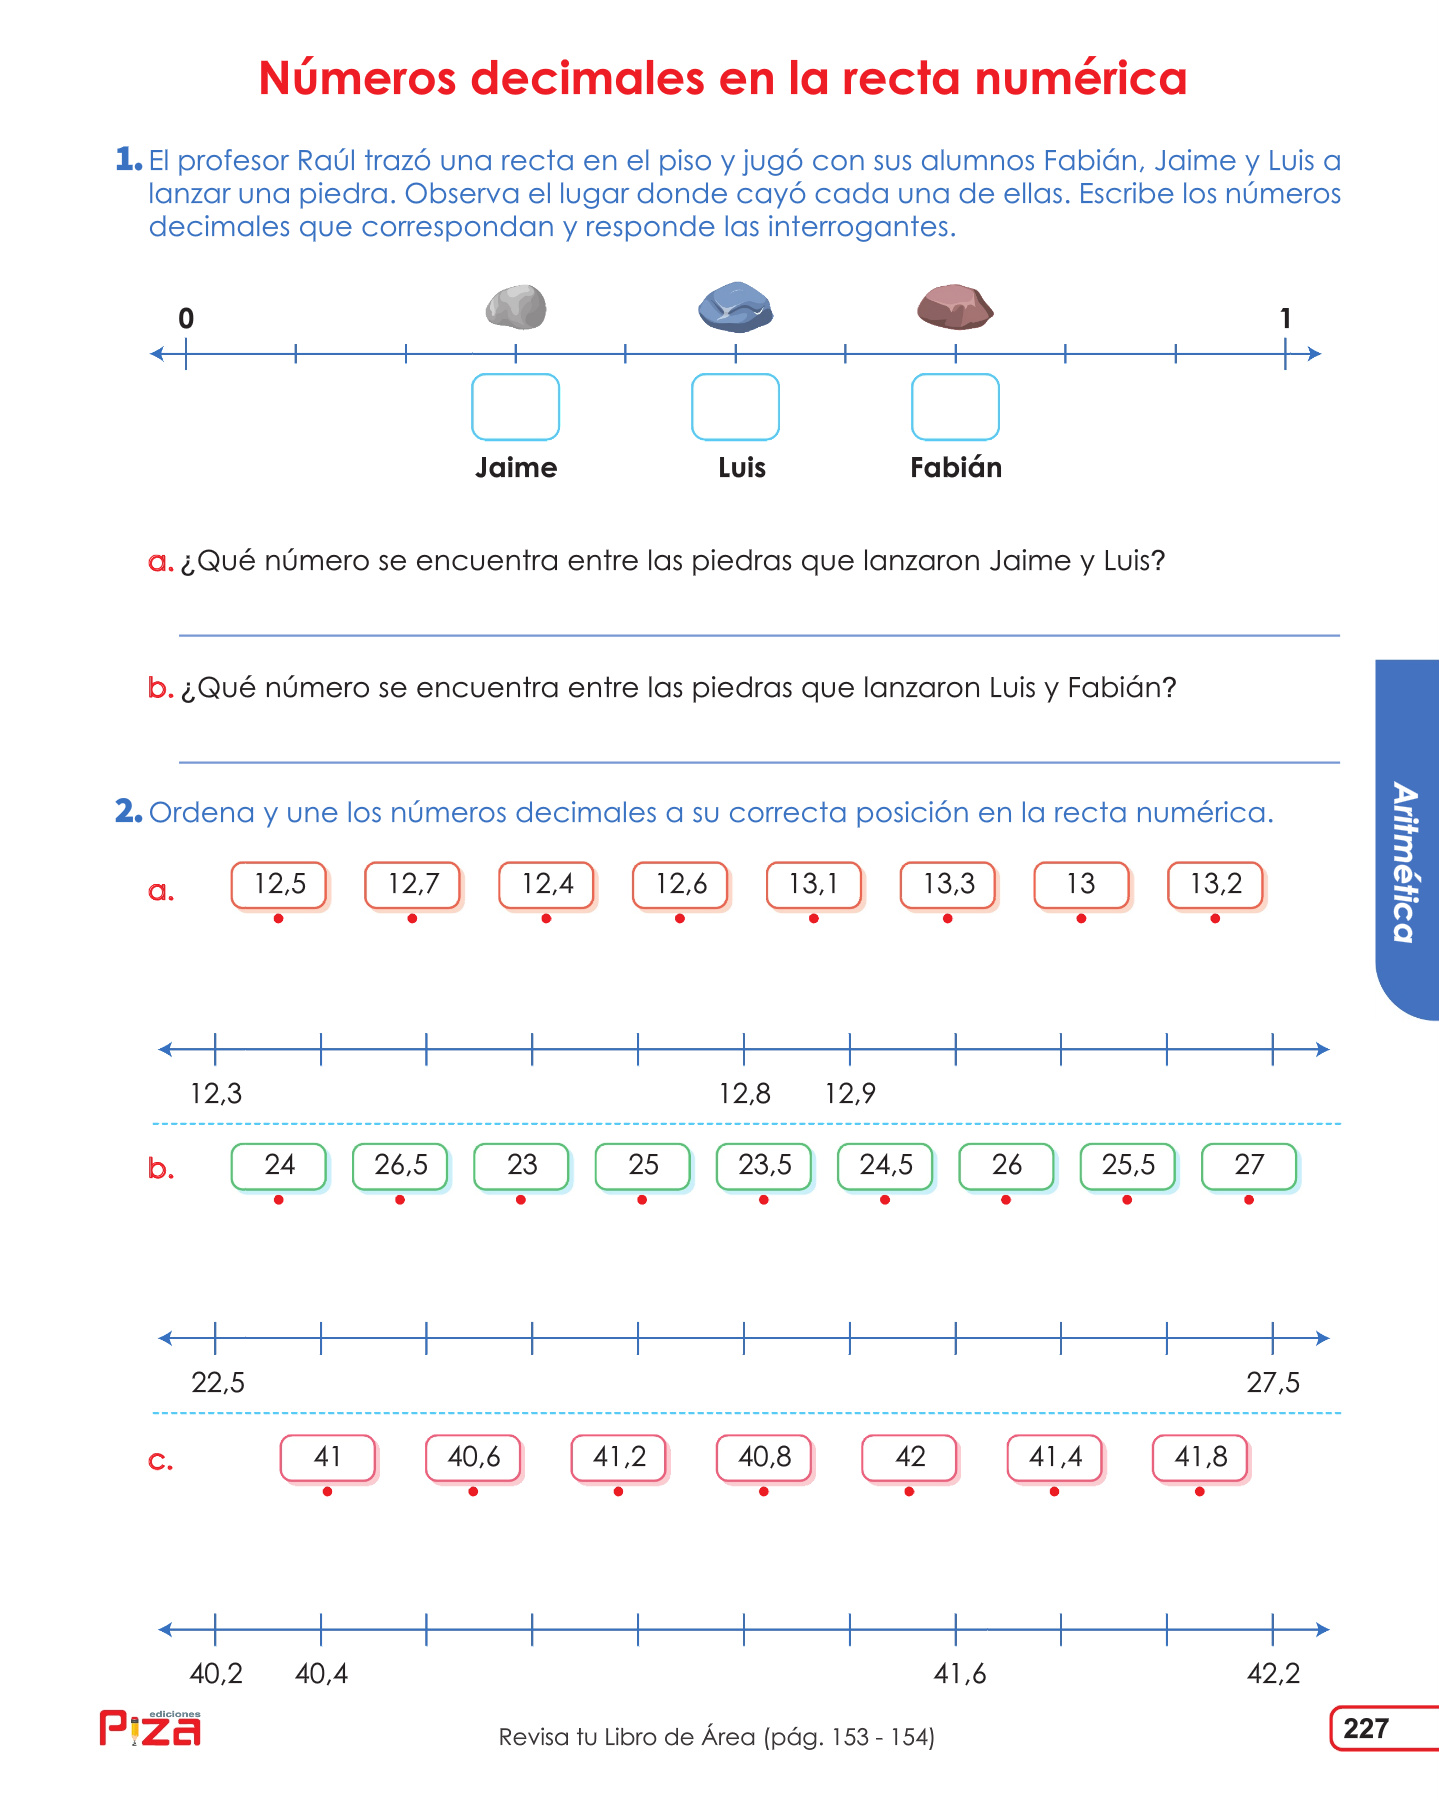 Números decimales en la recta numérica
1. El profesor Raúl trazó una recta en el piso y jugó con sus alumnos Fabián, Jaime y Luis a
lanzar una piedra. Observa el lugar donde cayó cada una de ellas. Escribe los números
decimales que correspondan y responde las interrogantes.
0 1
Jaime Luis Fabián
a. ¿Qué número se encuentra entre las piedras que lanzaron Jaime y Luis?
b. ¿Qué número se encuentra entre las piedras que lanzaron Luis y Fabián?
2. Ordena y une los números decimales a su correcta posición en la recta numérica.
a. 12,5 12,7 12,4 12,6 13,1 13,3 13 13,2
12,3 12,8 12,9
b. 24 26,5 23 25 23,5 24,5 26 25,5 27
22,5 27,5
c. 41 40,6 41,2 40,8 42 41,4 41,8
40,2 40,4 41,6 42,2
Aritmética
ediciones
Piza
Revisa tu Libro de Área (pág. 153 - 154)
227